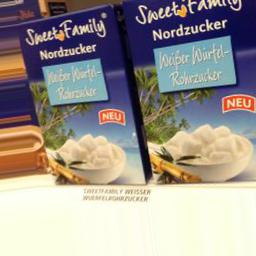 Sweet Family®
Nordzucker
Weißer Würfel-
Rohrzucker
NEU
Sweet Family
Nordzucker
Weißer Würfel-
Rohrzucker
NEU
SWEETFAMILY WEISSER
WUERFELROHRZUCKER